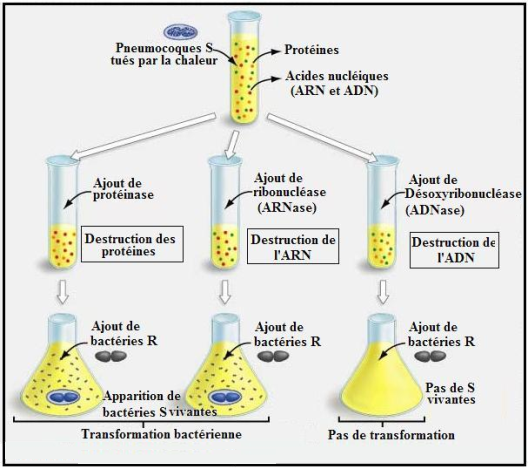 Pneumocoques S
tués par la chaleur
Protéines
Acides nucléiques
(ARN et ADN)
Ajout de
protéinase
Destruction des
protéines
Ajout de
ribonucléase
(ARNase)
Destruction de
l'ARN
Ajout de
Désoxyribonucléase
(ADNase)
Destruction de
l'ADN
Ajout de
bactéries R
Ajout de
bactéries R
Ajout de
bactéries R
Apparition de
bactéries S vivantes
Pas de S
vivantes
Transformation bactérienne
Pas de transformation